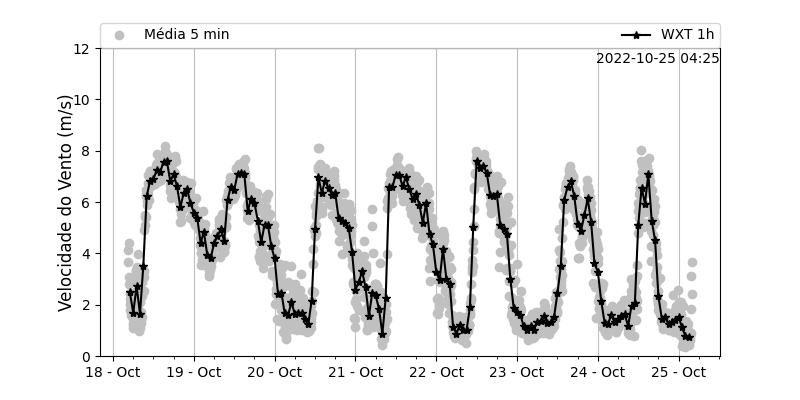 Média 5 min
WXT 1h
2022-10-25 04:25
Velocidade do Vento (m/s)
12
10
8
6
4
2
0
18 - Oct
19 - Oct
20 - Oct
21 - Oct
22 - Oct
23 - Oct
24 - Oct
25 - Oct